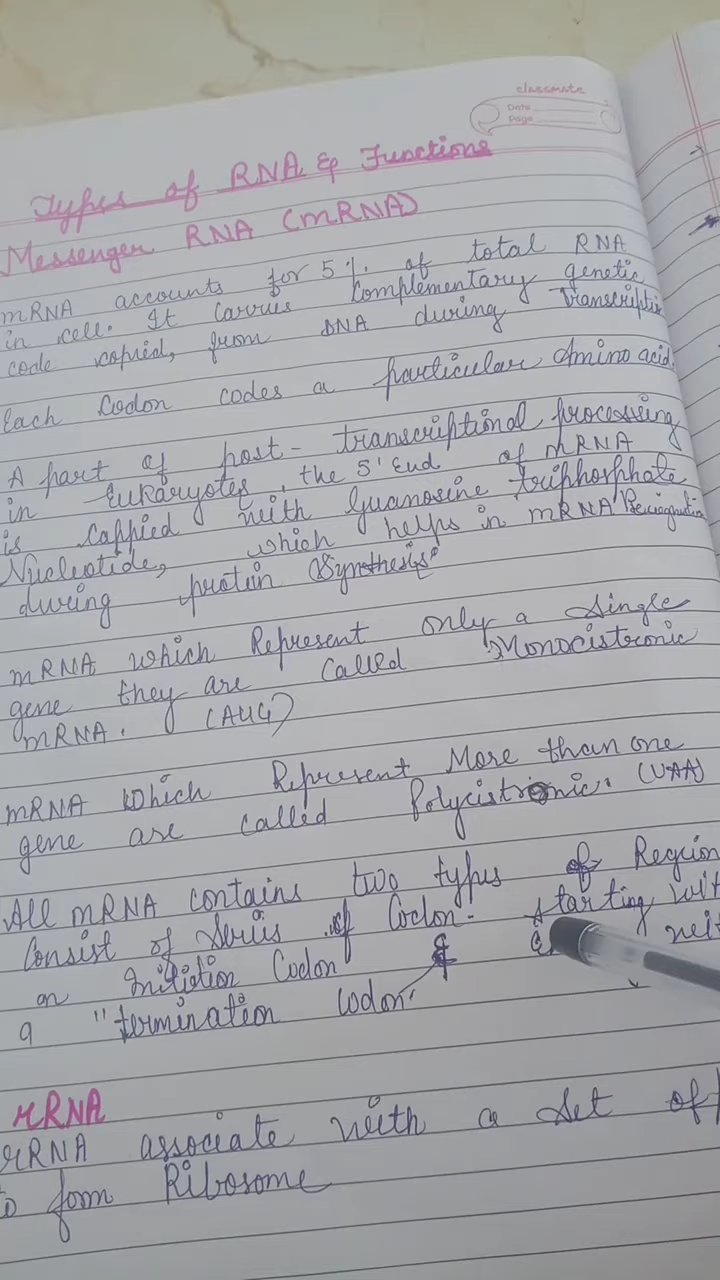 classmate
Date
Page
Types of RNA & Functions
Messenger RNA (mRNA)
mRNA accounts for 5% of total RNA
in cell. It carries complementary genetic
code copied, from DNA during Transcriptio
Each Codon codes a particular Amino acid
A part of post-transcriptional processing
in Eukaryotes, the 5' End of mRNA
is Cappied with Guanosine triphosphate
Nucleotide, which helps in mRNA
during protein Synthesis.
mRNA which Represent only a Single
gene they are called "Monocistronic
mRNA. (AUG)
mRNA which Represent More than one
gene are called Polycistronic. (UAA)
All mRNA contains two types of Region
Consist of Series of Codon. Starting wit
an Initiation Codon & wit
a "termination codon.
rRNA
rRNA associate with a set of
to form Ribosome